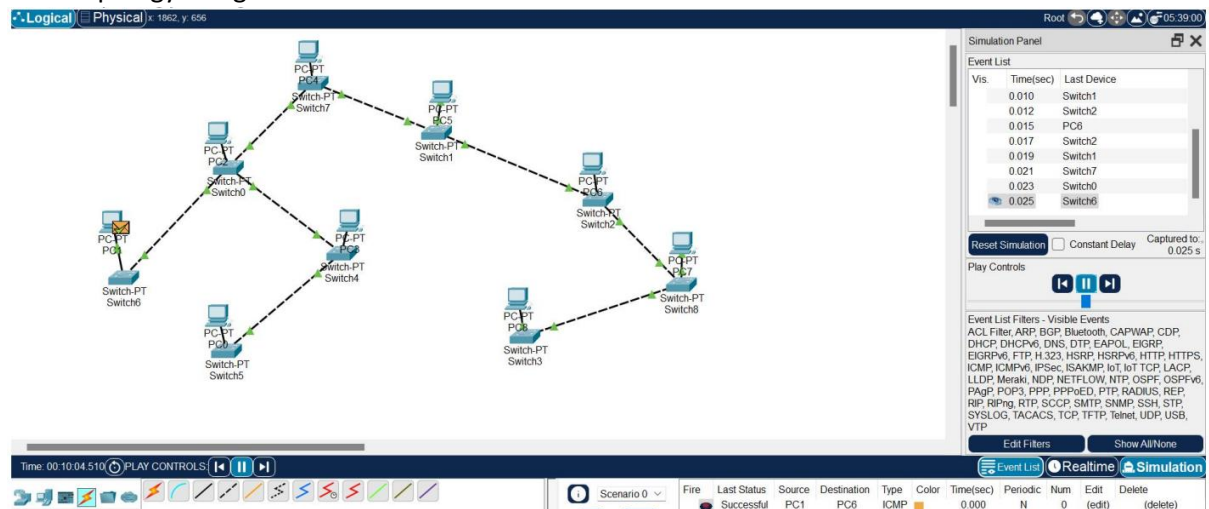 Logical Physical x: 1862, y: 656 Root 05:39:00
Simulation Panel
Event List
Vis. Time(sec) Last Device
0.010 Switch1
0.012 Switch2
0.015 PC6
0.017 Switch2
0.019 Switch1
0.021 Switch7
0.023 Switch0
0.025 Switch6
Reset Simulation Constant Delay Captured to:
0.025 s
Play Controls
Event List Filters - Visible Events
ACL Filter, ARP, BGP, Bluetooth, CAPWAP, CDP,
DHCP, DHCPv6, DNS, DTP, EAPOL, EIGRP,
EIGRPv6, FTP, H.323, HSRP, HSRPv6, HTTP, HTTPS,
ICMP, ICMPv6, IPSec, ISAKMP, IoT, IoT TCP, LACP,
LLDP, Meraki, NDP, NETFLOW, NTP, OSPF, OSPFv6,
PAgP, POP3, PPP, PPPoED, PTP, RADIUS, REP,
RIP, RIPng, RTP, SCCP, SMTP, SNMP, SSH, STP,
SYSLOG, TACACS, TCP, TFTP, Telnet, UDP, USB,
VTP
Edit Filters Show All/None
PC-PT
PC4
Switch-PT
Switch7
PC-PT
PC5
Switch-PT
Switch1
PC-PT
PC2
Switch-PT
Switch0
PC-PT
PC6
Switch-PT
Switch2
PC-PT
Switch-PT
Switch6
PC-PT
PC3
Switch-PT
Switch4
PC-PT
PC7
Switch-PT
Switch8
PC-PT
Switch-PT
Switch5
PC-PT
PC8
Switch-PT
Switch3
Time: 00:10:04.510 PLAY CONTROLS: Event List Realtime Simulation
Scenario 0 Fire Last Status Source Destination Type Color Time(sec) Periodic Num Edit Delete
Successful PC1 PC6 ICMP 0.000 N 0 (edit) (delete)